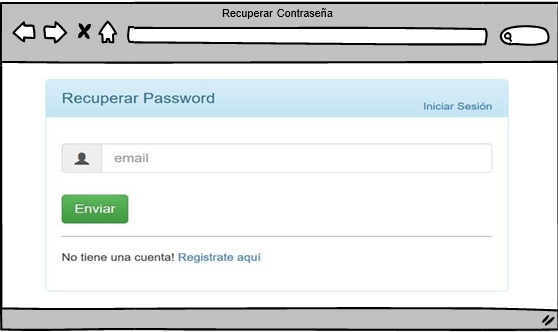 Recuperar Contraseña
Recuperar Password
Iniciar Sesión
email
Enviar
No tiene una cuenta! Registrate aquí